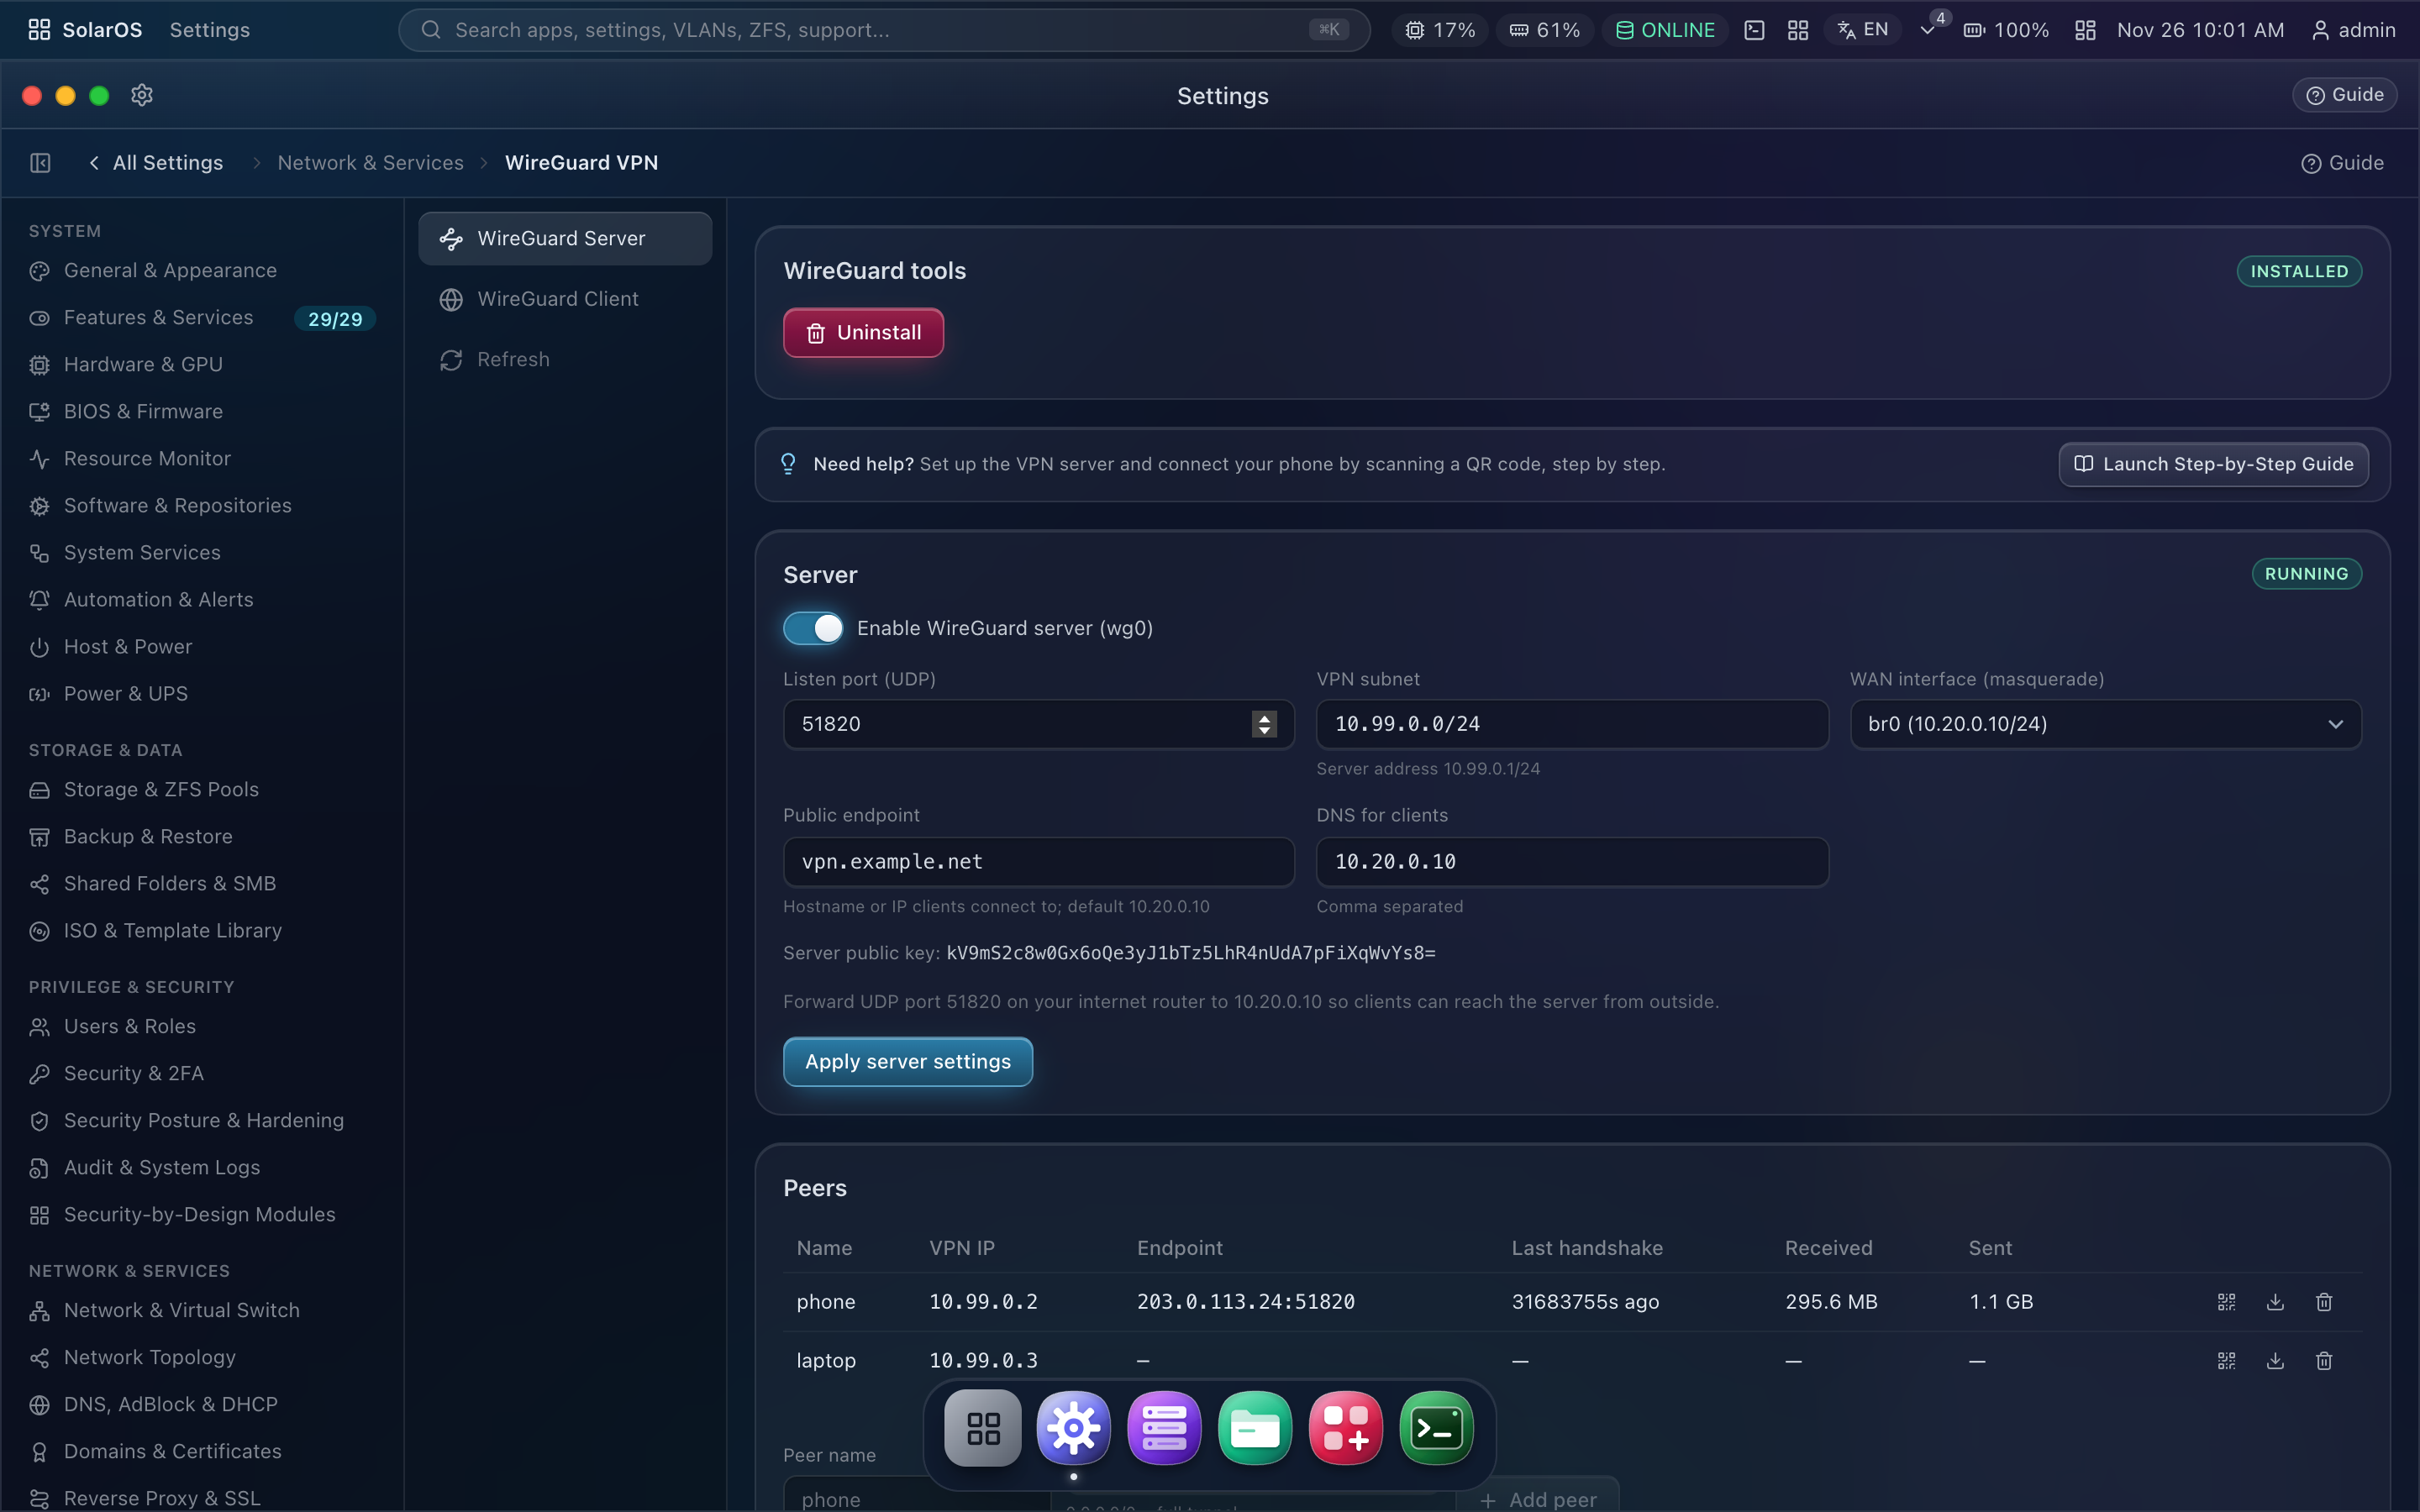 SolarOS Settings Search apps, settings, VLANs, ZFS, support... ⌘K 17% 61% ONLINE EN 4 100% Nov 26 10:01 AM admin
Settings Guide
All Settings Network & Services WireGuard VPN Guide
SYSTEM
General & Appearance
Features & Services 29/29
Hardware & GPU
BIOS & Firmware
Resource Monitor
Software & Repositories
System Services
Automation & Alerts
Host & Power
Power & UPS
STORAGE & DATA
Storage & ZFS Pools
Backup & Restore
Shared Folders & SMB
ISO & Template Library
PRIVILEGE & SECURITY
Users & Roles
Security & 2FA
Security Posture & Hardening
Audit & System Logs
Security-by-Design Modules
NETWORK & SERVICES
Network & Virtual Switch
Network Topology
DNS, AdBlock & DHCP
Domains & Certificates
Reverse Proxy & SSL
WireGuard Server
WireGuard Client
Refresh
WireGuard tools INSTALLED
Uninstall
Need help? Set up the VPN server and connect your phone by scanning a QR code, step by step. Launch Step-by-Step Guide
Server RUNNING
Enable WireGuard server (wg0)
Listen port (UDP) VPN subnet WAN interface (masquerade)
51820 10.99.0.0/24 br0 (10.20.0.10/24)
Server address 10.99.0.1/24
Public endpoint DNS for clients
vpn.example.net 10.20.0.10
Hostname or IP clients connect to; default 10.20.0.10 Comma separated
Server public key: kV9mS2c8w0Gx6oQe3yJ1bTz5LhR4nUdA7pFiXqWvYs8=
Forward UDP port 51820 on your internet router to 10.20.0.10 so clients can reach the server from outside.
Apply server settings
Peers
Name VPN IP Endpoint Last handshake Received Sent
phone 10.99.0.2 203.0.113.24:51820 31683755s ago 295.6 MB 1.1 GB
laptop 10.99.0.3 — — — —
Peer name
phone Add peer